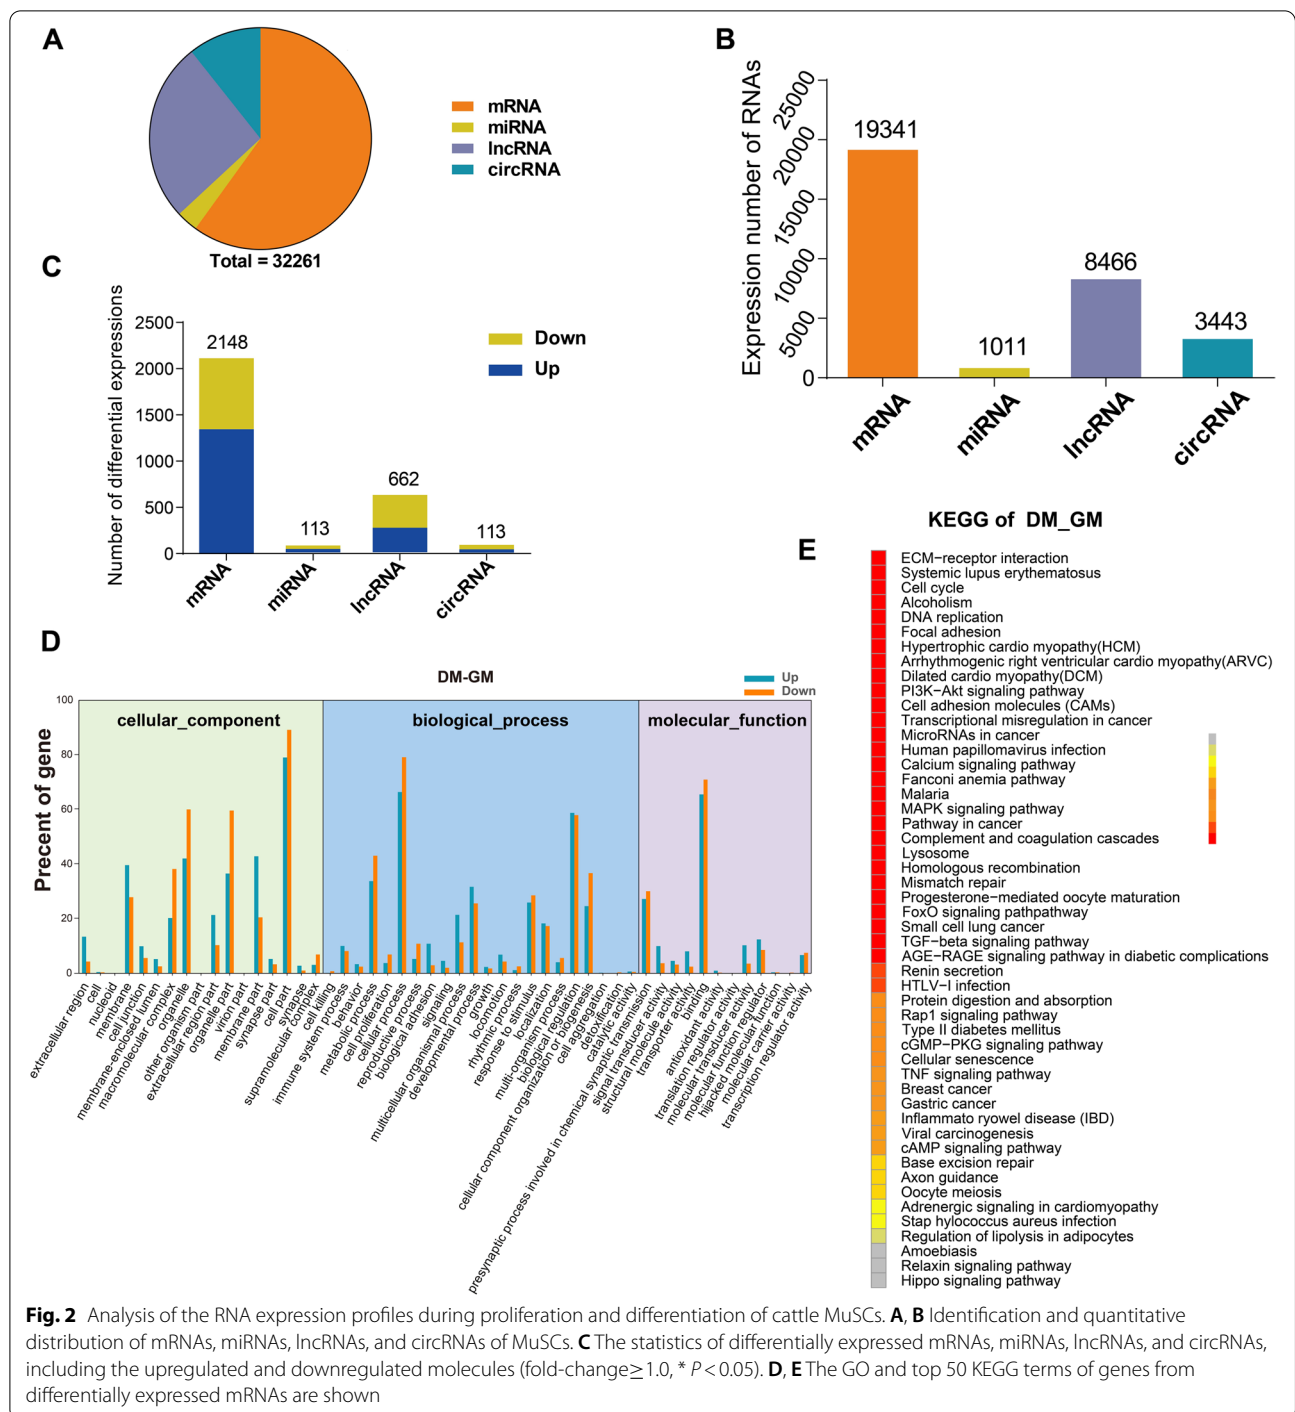 A
mRNA
miRNA
lncRNA
circRNA
Total = 32261
B
Expression number of RNAs
25000
20000
15000
10000
5000
0
19341
1011
8466
3443
mRNA
miRNA
lncRNA
circRNA
C
Number of differential expressions
2500
2000
1500
1000
500
0
2148
113
662
113
Down
Up
mRNA
miRNA
lncRNA
circRNA
D
DM-GM
Up
Down
Precent of gene
100
80
60
40
20
0
cellular_component
biological_process
molecular_function
extracellular region
cell
nucleoid
membrane
cell junction
membrane-enclosed lumen
macromolecular complex
organelle
other organism part
extracellular region part
organelle part
virion part
membrane part
synapse part
cell part
synapse
supramolecular complex
cell killing
immune system process
behavior
metabolic process
cell proliferation
cellular process
reproductive process
biological adhesion
signaling
multicellular organismal process
developmental process
growth
locomotion
rhythmic process
response to stimulus
localization
multi-organism process
biological regulation
cellular component organization or biogenesis
cell aggregation
detoxification
catalytic activity
presynaptic process involved in chemical synaptic transmission
signal transducer activity
structural molecule activity
transporter activity
binding
antioxidant activity
translation regulator activity
molecular transducer activity
molecular function regulator
hijacked molecular function
molecular carrier activity
transcription regulator activity
E
KEGG of DM_GM
ECM−receptor interaction
Systemic lupus erythematosus
Cell cycle
Alcoholism
DNA replication
Focal adhesion
Hypertrophic cardio myopathy(HCM)
Arrhythmogenic right ventricular cardio myopathy(ARVC)
Dilated cardio myopathy(DCM)
PI3K−Akt signaling pathway
Cell adhesion molecules (CAMs)
Transcriptional misregulation in cancer
MicroRNAs in cancer
Human papillomavirus infection
Calcium signaling pathway
Fanconi anemia pathway
Malaria
MAPK signaling pathway
Pathway in cancer
Complement and coagulation cascades
Lysosome
Homologous recombination
Mismatch repair
Progesterone−mediated oocyte maturation
FoxO signaling pathpathway
Small cell lung cancer
TGF−beta signaling pathway
AGE−RAGE signaling pathway in diabetic complications
Renin secretion
HTLV−I infection
Protein digestion and absorption
Rap1 signaling pathway
Type II diabetes mellitus
cGMP−PKG signaling pathway
Cellular senescence
TNF signaling pathway
Breast cancer
Gastric cancer
Inflammato ryowel disease (IBD)
Viral carcinogenesis
cAMP signaling pathway
Base excision repair
Axon guidance
Oocyte meiosis
Adrenergic signaling in cardiomyopathy
Stap hylococcus aureus infection
Regulation of lipolysis in adipocytes
Amoebiasis
Relaxin signaling pathway
Hippo signaling pathway
Fig. 2 Analysis of the RNA expression profiles during proliferation and differentiation of cattle MuSCs. A, B Identification and quantitative
distribution of mRNAs, miRNAs, lncRNAs, and circRNAs of MuSCs. C The statistics of differentially expressed mRNAs, miRNAs, lncRNAs, and circRNAs,
including the upregulated and downregulated molecules (fold-change≥1.0, * P<0.05). D, E The GO and top 50 KEGG terms of genes from
differentially expressed mRNAs are shown